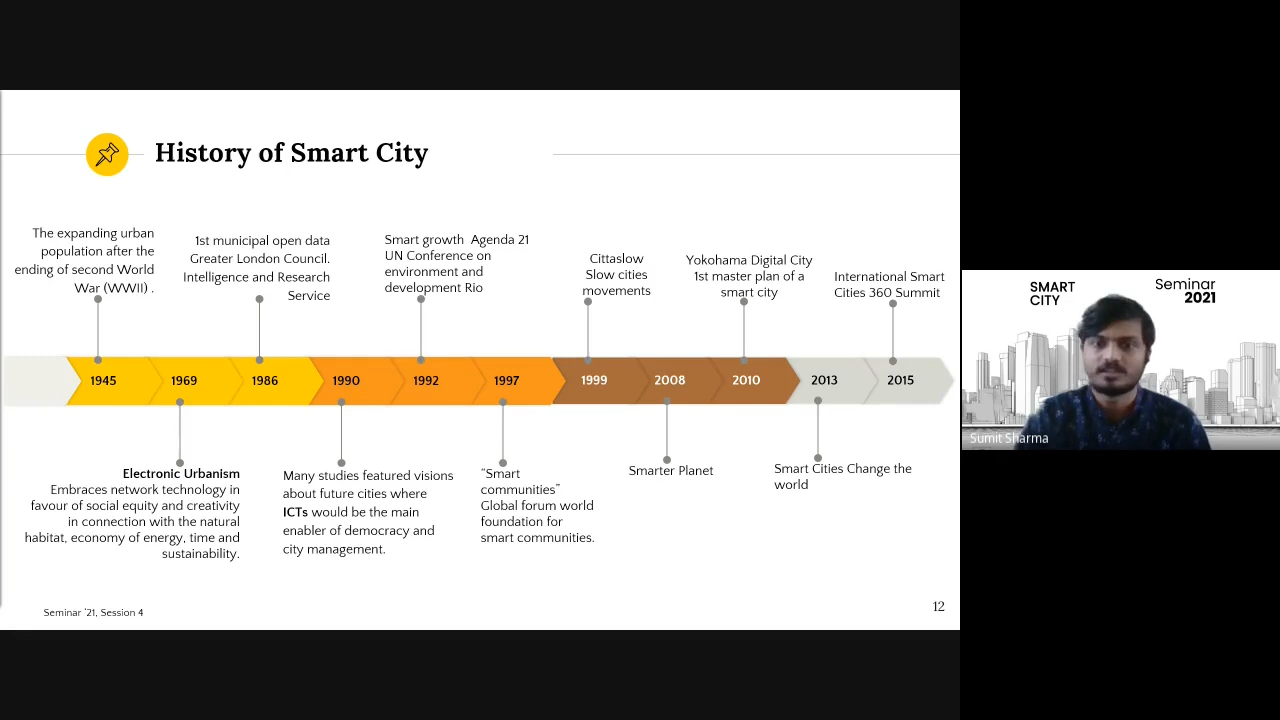 History of Smart City
The expanding urban
population after the
ending of second World
War (WWII) .
1st municipal open data
Greater London Council.
Intelligence and Research
Service
Smart growth Agenda 21
UN Conference on
environment and
development Rio
Cittaslow
Slow cities
movements
Yokohama Digital City
1st master plan of a
smart city
International Smart
Cities 360 Summit
1945
1969
1986
1990
1992
1997
1999
2008
2010
2013
2015
Electronic Urbanism
Embraces network technology in
favour of social equity and creativity
in connection with the natural
habitat, economy of energy, time and
sustainability.
Many studies featured visions
about future cities where
ICTs would be the main
enabler of democracy and
city management.
“Smart
communities”
Global forum world
foundation for
smart communities.
Smarter Planet
Smart Cities Change the
world
Seminar ’21, Session 4
12
SMART
CITY
Seminar
2021
Sumit Sharma